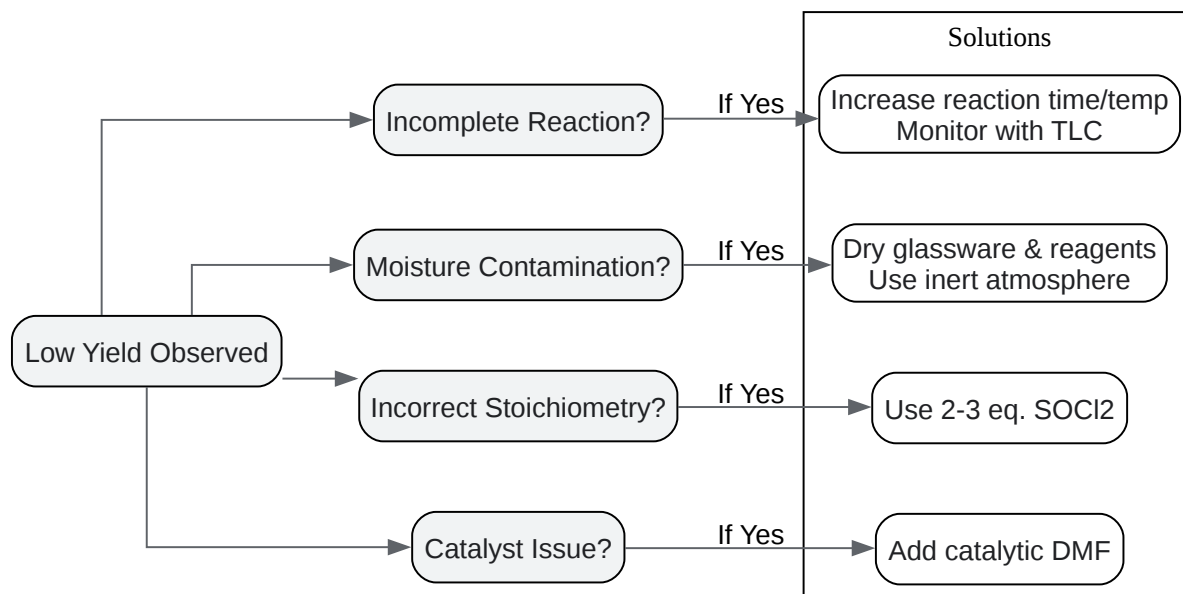 Solutions
Incomplete Reaction?
If Yes
Increase reaction time/temp
Monitor with TLC
Moisture Contamination?
If Yes
Dry glassware & reagents
Use inert atmosphere
Low Yield Observed
Incorrect Stoichiometry?
If Yes
Use 2-3 eq. SOCl2
Catalyst Issue?
If Yes
Add catalytic DMF